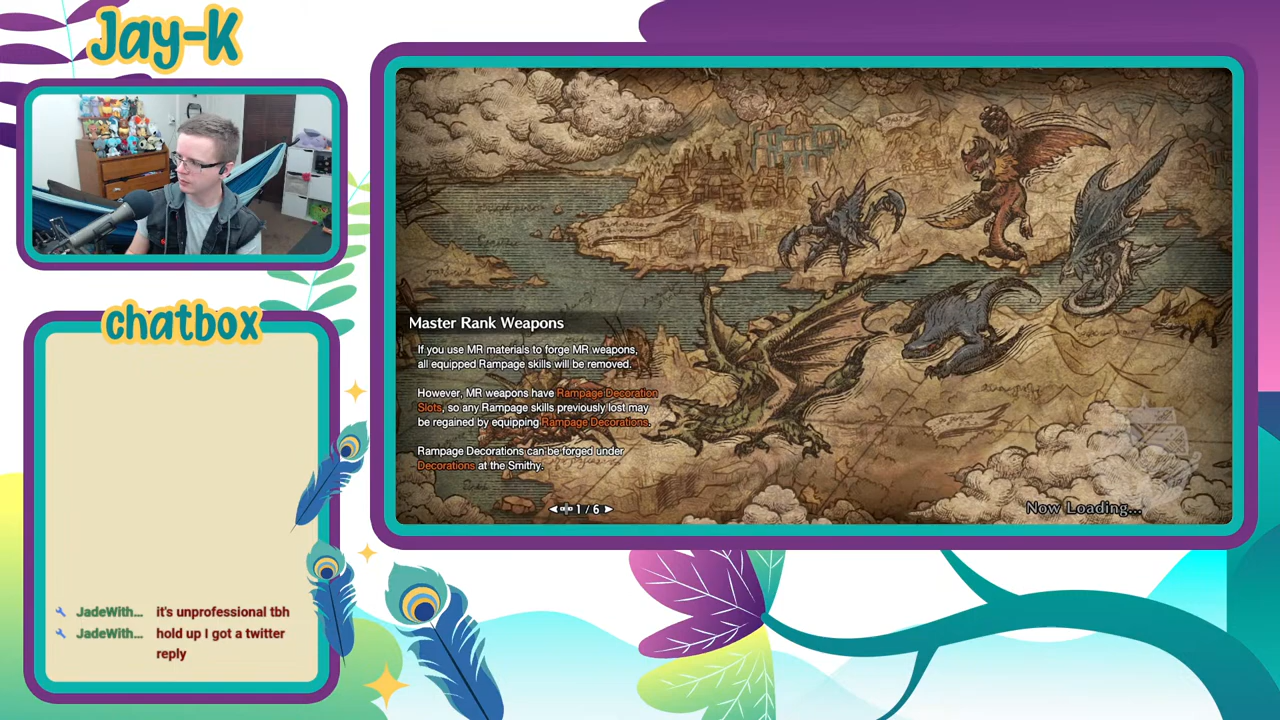 Jay-K
chatbox
JadeWith... it's unprofessional tbh
JadeWith... hold up I got a twitter
reply
Master Rank Weapons
If you use MR materials to forge MR weapons,
all equipped Rampage skills will be removed.
However, MR weapons have Rampage Decoration
Slots, so any Rampage skills previously lost may
be regained by equipping Rampage Decorations.
Rampage Decorations can be forged under
Decorations at the Smithy.
1 / 6
Now Loading...